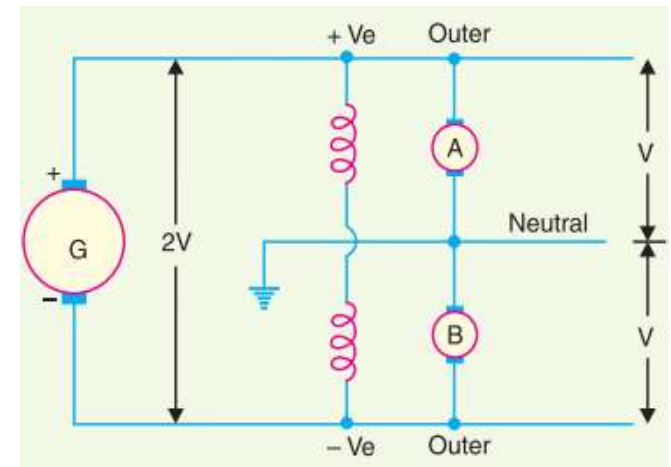 + Ve Outer
+
A
V
G
2V
Neutral
–
B
V
– Ve Outer